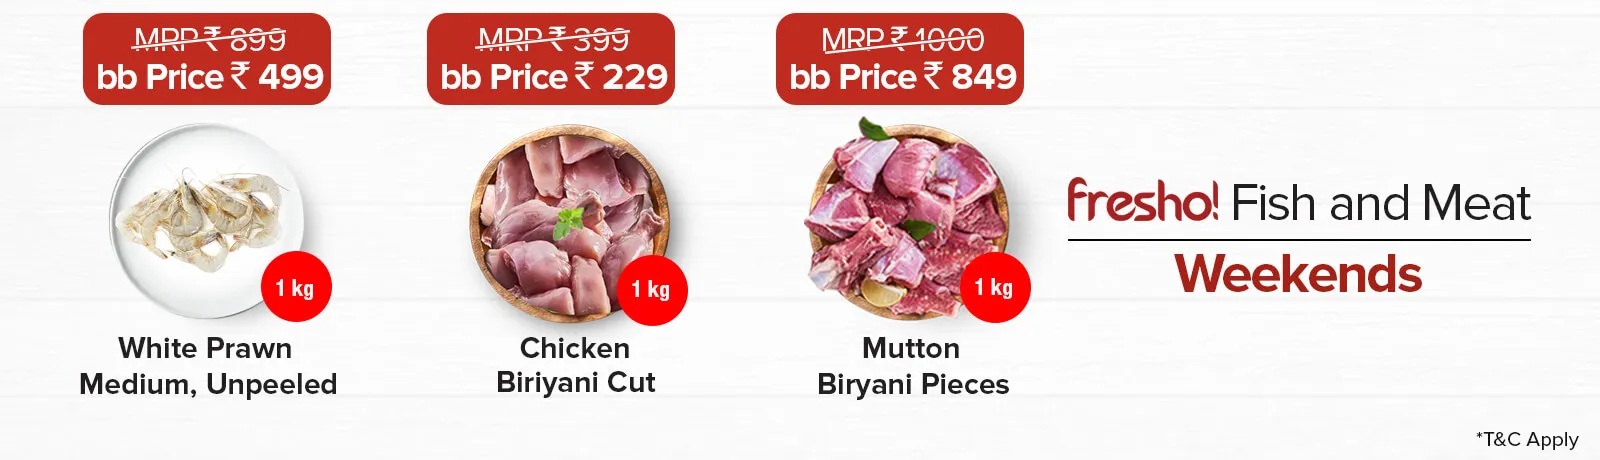 MRP ₹ 899
bb Price ₹ 499
1 kg
White Prawn
Medium, Unpeeled
MRP ₹ 399
bb Price ₹ 229
1 kg
Chicken
Biriyani Cut
MRP ₹ 1000
bb Price ₹ 849
1 kg
Mutton
Biryani Pieces
fresho! Fish and Meat
Weekends
*T&C Apply